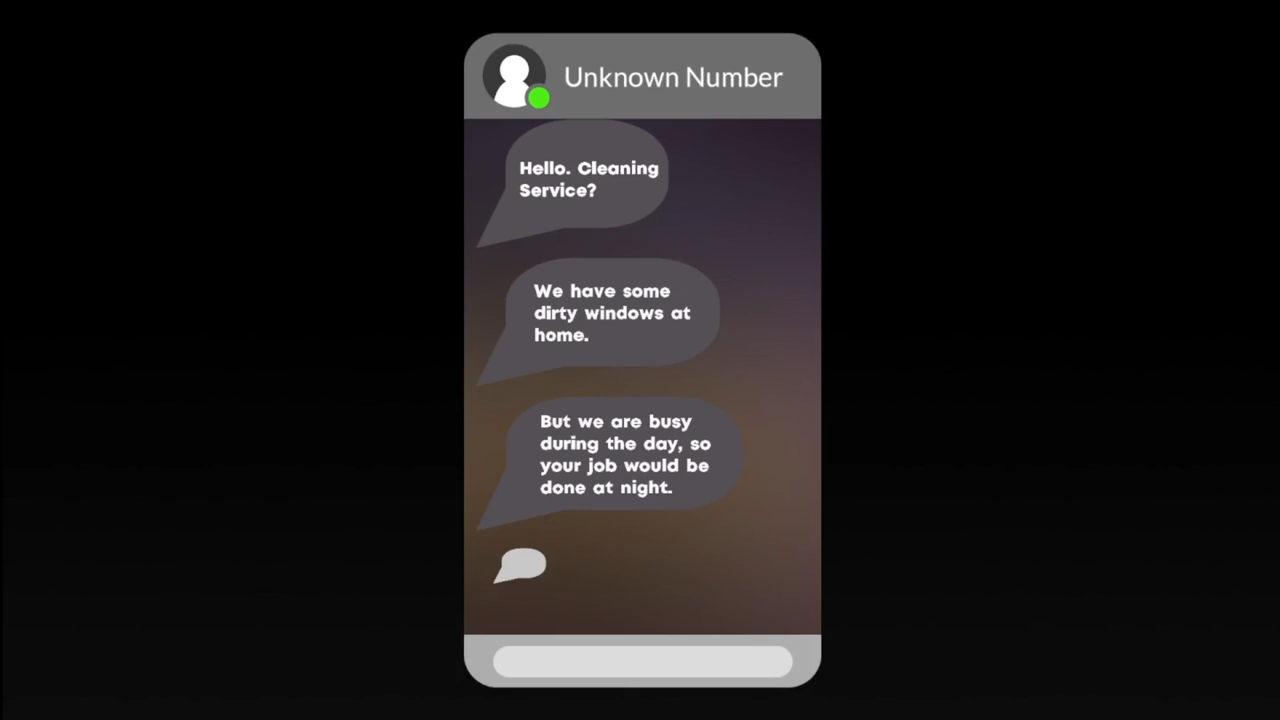 Unknown Number
Hello. Cleaning
Service?
We have some
dirty windows at
home.
But we are busy
during the day, so
your job would be
done at night.